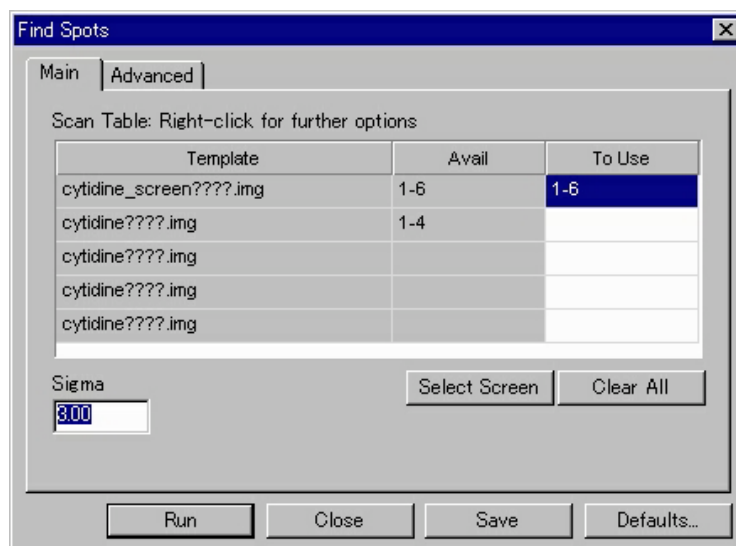 Find Spots
Main Advanced
Scan Table: Right-click for further options
Template Avail To Use
cytidine_screen????.img 1-6 1-6
cytidine????.img 1-4
cytidine????.img
cytidine????.img
cytidine????.img
Sigma Select Screen Clear All
3.00
Run Close Save Defaults...